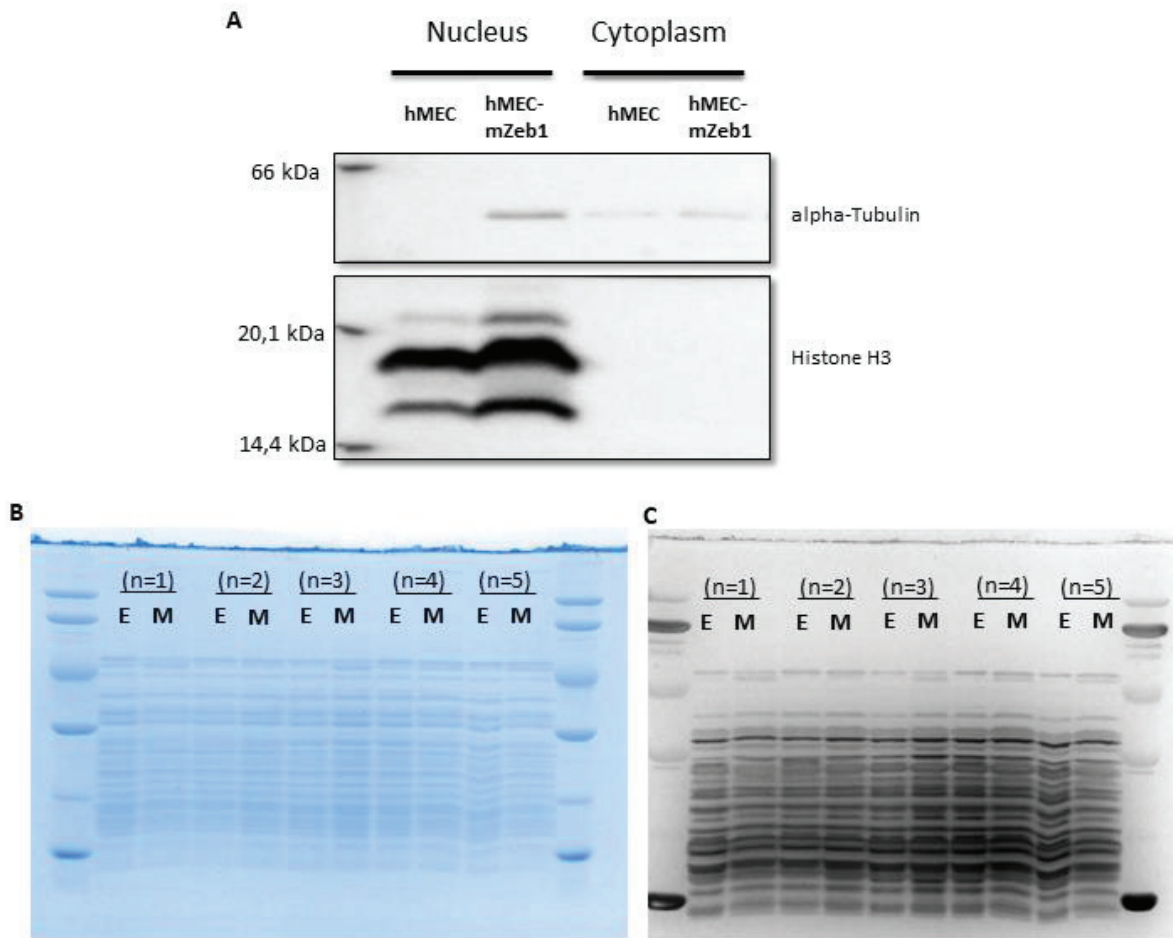 A
Nucleus Cytoplasm
hMEC hMEC-mZeb1 hMEC hMEC-mZeb1
66 kDa
alpha-Tubulin
20,1 kDa
Histone H3
14,4 kDa
B
(n=1) (n=2) (n=3) (n=4) (n=5)
E M E M E M E M E M
C
(n=1) (n=2) (n=3) (n=4) (n=5)
E M E M E M E M E M